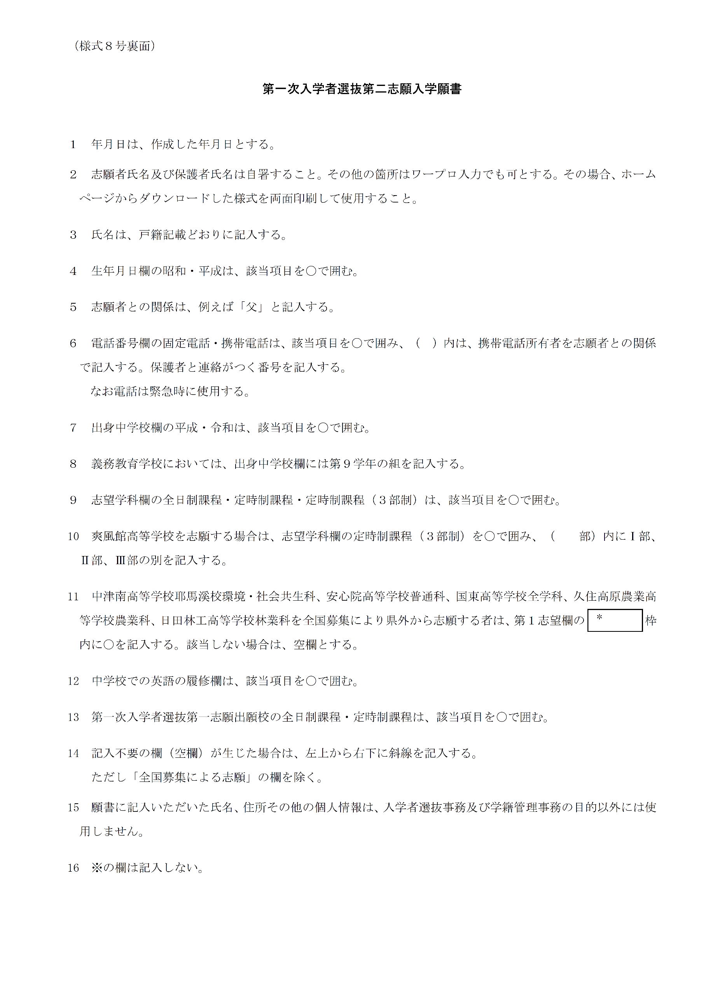 （様式８号裏面）
第一次入学者選抜第二志願入学願書
１　年月日は、作成した年月日とする。
２　志願者氏名及び保護者氏名は自署すること。その他の箇所はワープロ入力でも可とする。その場合、ホーム
ページからダウンロードした様式を両面印刷して使用すること。
３　氏名は、戸籍記載どおりに記入する。
４　生年月日欄の昭和・平成は、該当項目を〇で囲む。
５　志願者との関係は、例えば「父」と記入する。
６　電話番号欄の固定電話・携帯電話は、該当項目を〇で囲み、（　）内は、携帯電話所有者を志願者との関係
で記入する。保護者と連絡がつく番号を記入する。
なお電話は緊急時に使用する。
７　出身中学校欄の平成・令和は、該当項目を〇で囲む。
８　義務教育学校においては、出身中学校欄には第９学年の組を記入する。
９　志望学科欄の全日制課程・定時制課程・定時制課程（３部制）は、該当項目を〇で囲む。
10　爽風館高等学校を志願する場合は、志望学科欄の定時制課程（３部制）を〇で囲み、（　　部）内にⅠ部、
Ⅱ部、Ⅲ部の別を記入する。
11　中津南高等学校耶馬溪校環境・社会共生科、安心院高等学校普通科、国東高等学校全学科、久住高原農業高
等学校農業科、日田林工高等学校林業科を全国募集により県外から志願する者は、第１志望欄の ＊ 枠
内に〇を記入する。該当しない場合は、空欄とする。
12　中学校での英語の履修欄は、該当項目を〇で囲む。
13　第一次入学者選抜第一志願出願校の全日制課程・定時制課程は、該当項目を〇で囲む。
14　記入不要の欄（空欄）が生じた場合は、左上から右下に斜線を記入する。
ただし「全国募集による志願」の欄を除く。
15　願書に記入いただいた氏名、住所その他の個人情報は、入学者選抜事務及び学籍管理事務の目的以外には使
用しません。
16　※の欄は記入しない。